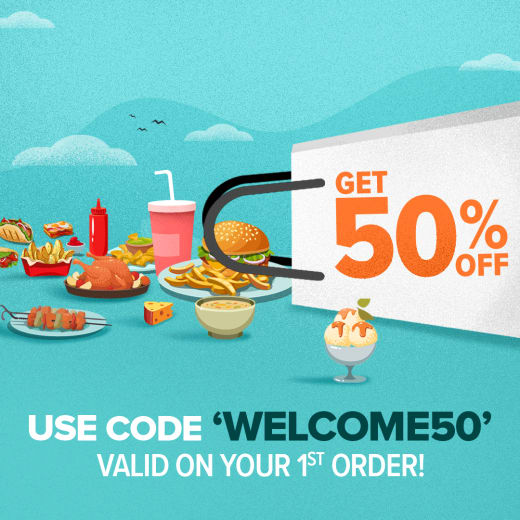 GET
50%
OFF
USE CODE ‘WELCOME50’
VALID ON YOUR 1ST ORDER!